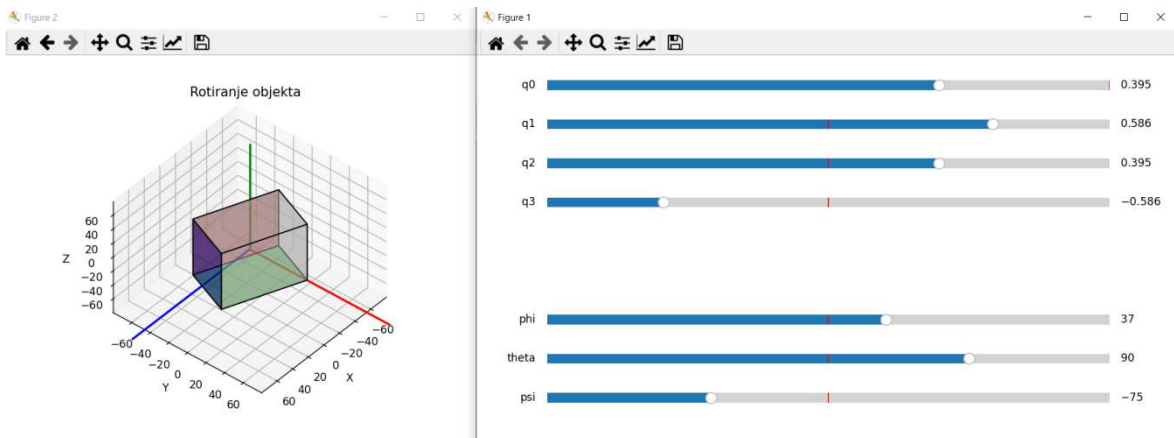 Figure 2
Rotiranje objekta
Z
60
40
20
0
−20
−40
−60
−60
−40
−20
0
20
40
60
Y
−60
−40
−20
0
20
40
60
X
Figure 1
q0 0.395
q1 0.586
q2 0.395
q3 −0.586
phi 37
theta 90
psi −75